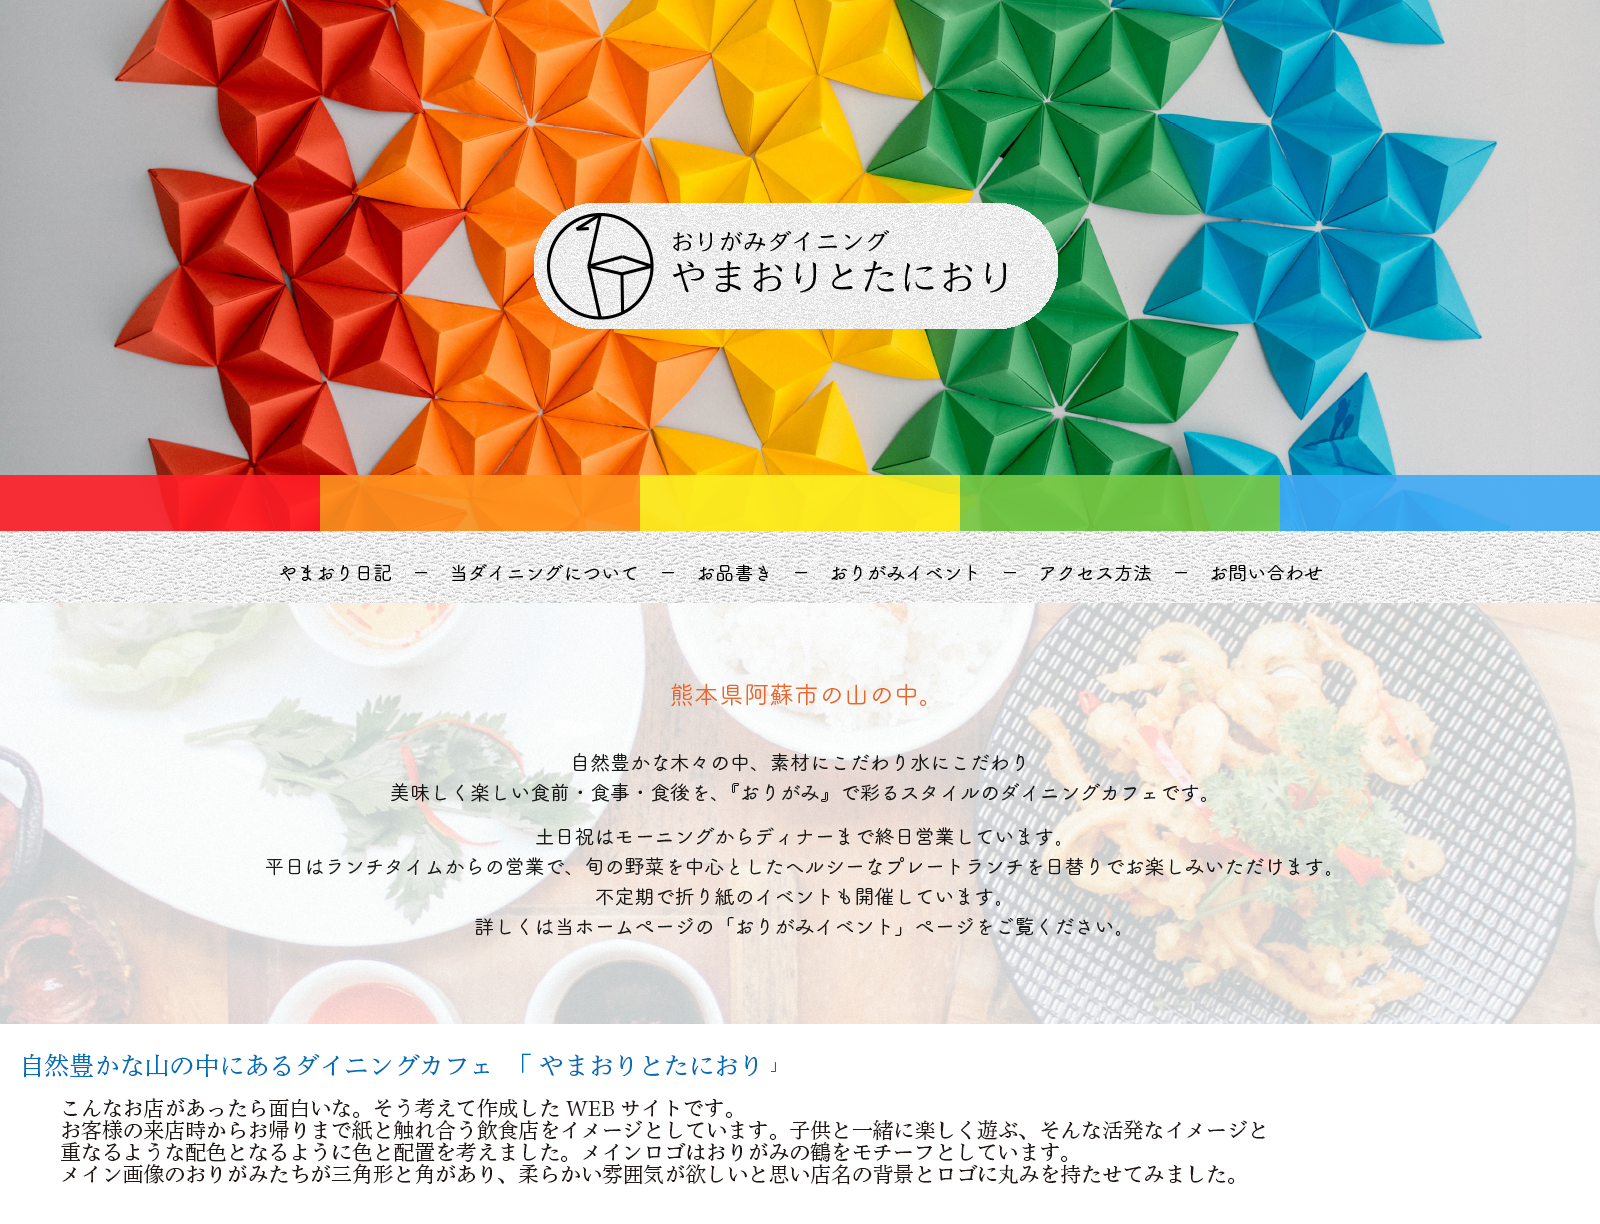 おりがみダイニング
やまおりとたにおり
やまおり日記 － 当ダイニングについて － お品書き － おりがみイベント － アクセス方法 － お問い合わせ
熊本県阿蘇市の山の中。
自然豊かな木々の中、素材にこだわり水にこだわり
美味しく楽しい食前・食事・食後を、『おりがみ』で彩るスタイルのダイニングカフェです。
土日祝はモーニングからディナーまで終日営業しています。
平日はランチタイムからの営業で、旬の野菜を中心としたヘルシーなプレートランチを日替りでお楽しみいただけます。
不定期で折り紙のイベントも開催しています。
詳しくは当ホームページの「おりがみイベント」ページをご覧ください。
自然豊かな山の中にあるダイニングカフェ 「 やまおりとたにおり 」
こんなお店があったら面白いな。そう考えて作成した WEB サイトです。
お客様の来店時からお帰りまで紙と触れ合う飲食店をイメージとしています。子供と一緒に楽しく遊ぶ、そんな活発なイメージと
重なるような配色となるように色と配置を考えました。メインロゴはおりがみの鶴をモチーフとしています。
メイン画像のおりがみたちが三角形と角があり、柔らかい雰囲気が欲しいと思い店名の背景とロゴに丸みを持たせてみました。